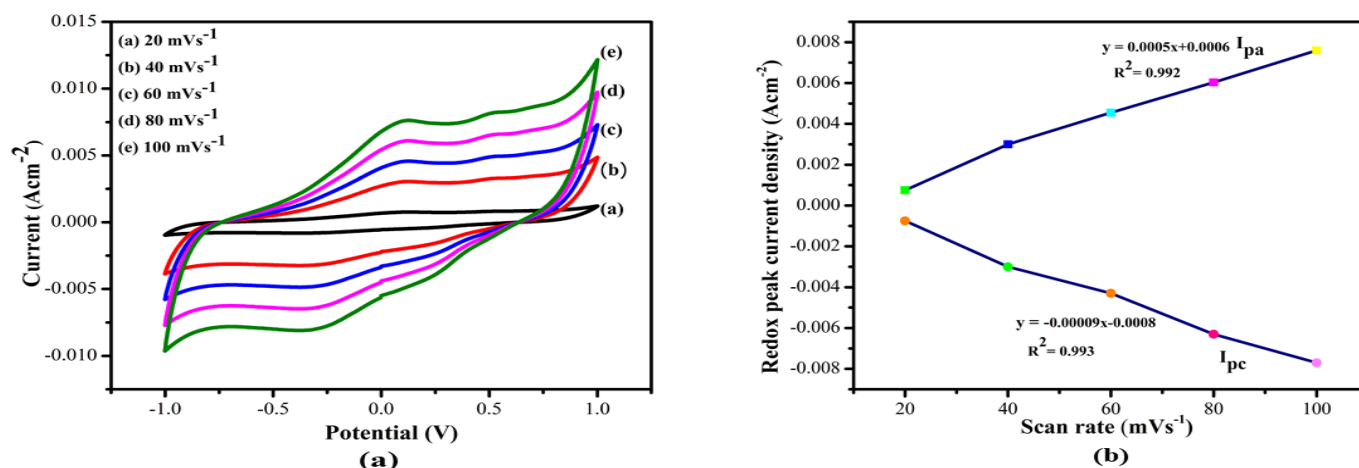 0.015
0.010
0.005
0.000
-0.005
-0.010
Current (Acm-2)
(a) 20 mVs-1
(b) 40 mVs-1
(c) 60 mVs-1
(d) 80 mVs-1
(e) 100 mVs-1
(e)
(d)
(c)
(b)
(a)
-1.0 -0.5 0.0 0.5 1.0
Potential (V)
(a)
0.008
0.006
0.004
0.002
0.000
-0.002
-0.004
-0.006
-0.008
Redox peak current density (Acm-2)
y = 0.0005x+0.0006
R2= 0.992
Ipa
y = -0.00009x-0.0008
R2= 0.993
Ipc
20 40 60 80 100
Scan rate (mVs-1)
(b)